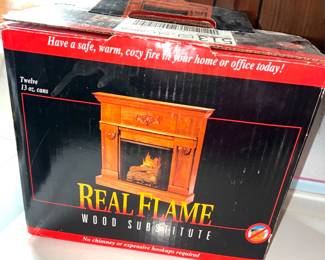 Have a safe, warm, cozy fire in your home or office today!
Twelve
13 oz. cans
REAL FLAME
WOOD SUBSTITUTE
No chimney or expensive hookups required